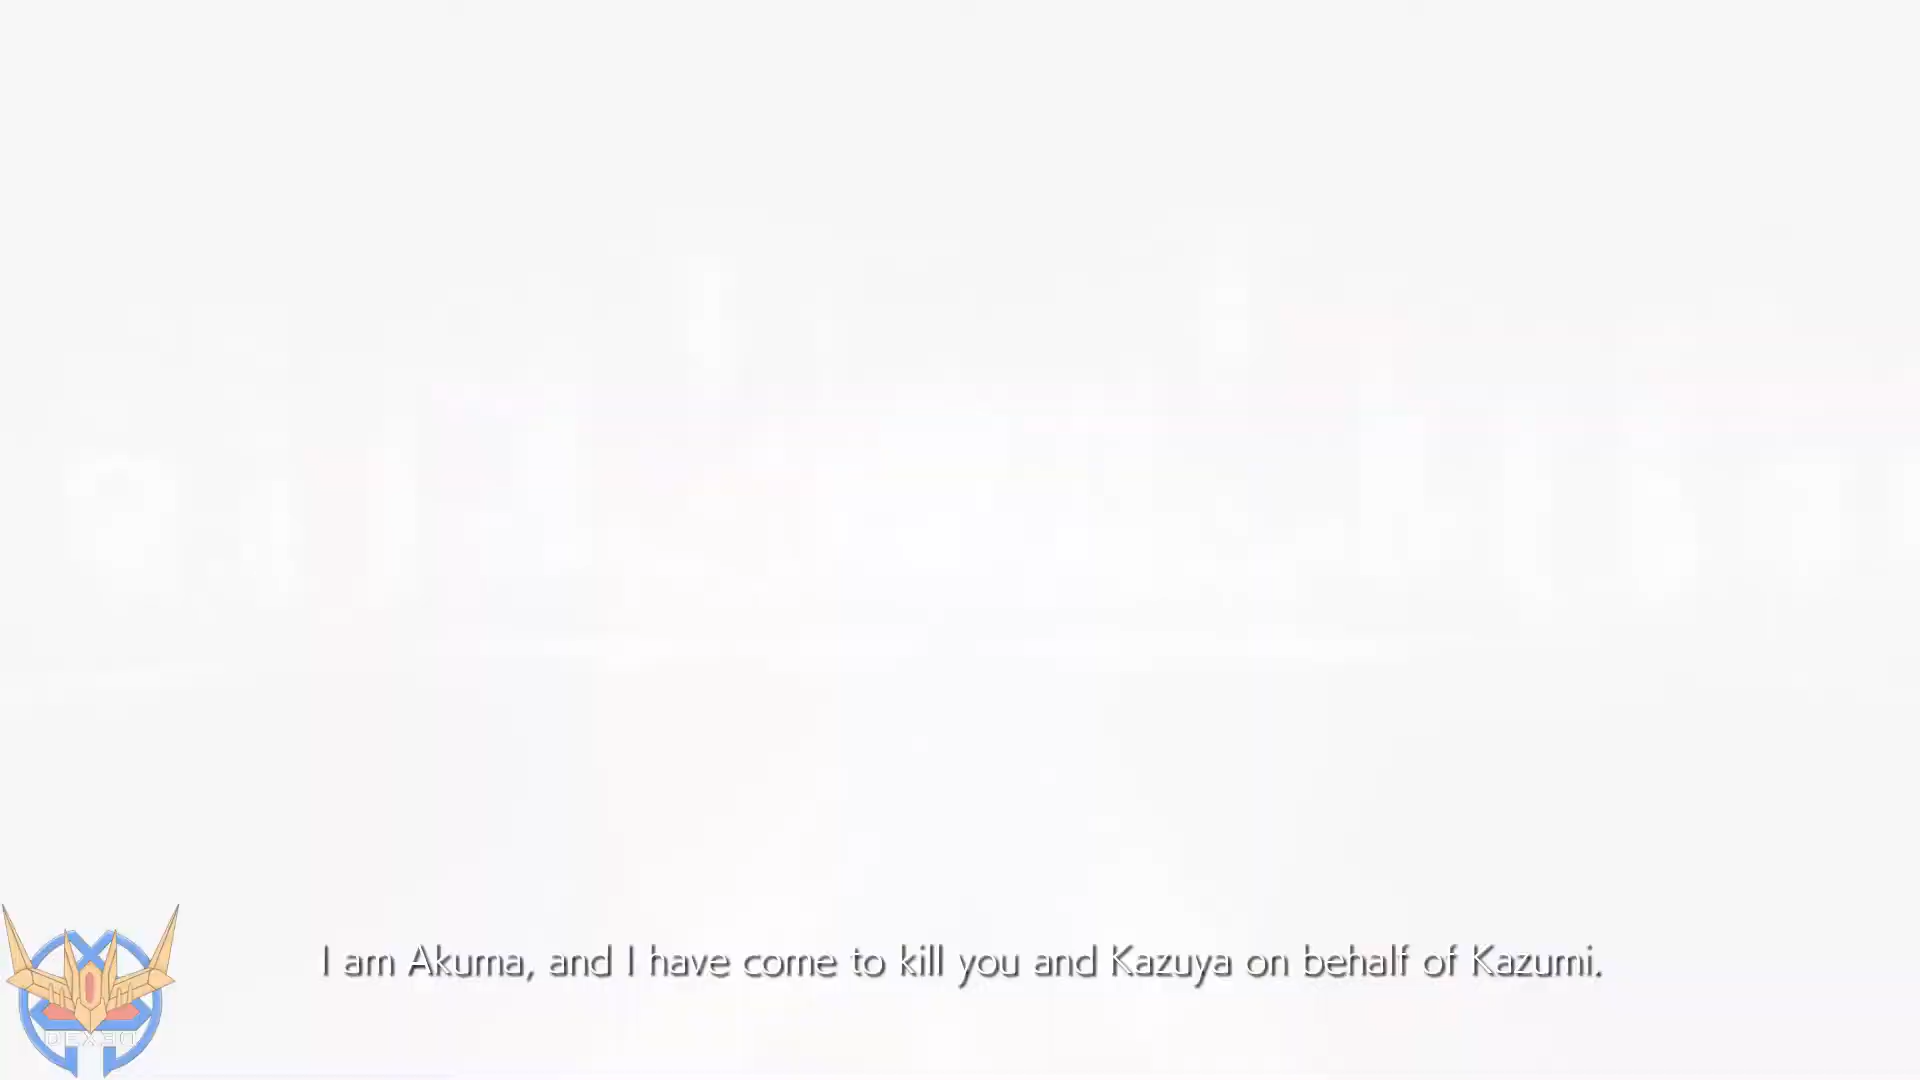 I am Akuma, and I have come to kill you and Kazuya on behalf of Kazumi.